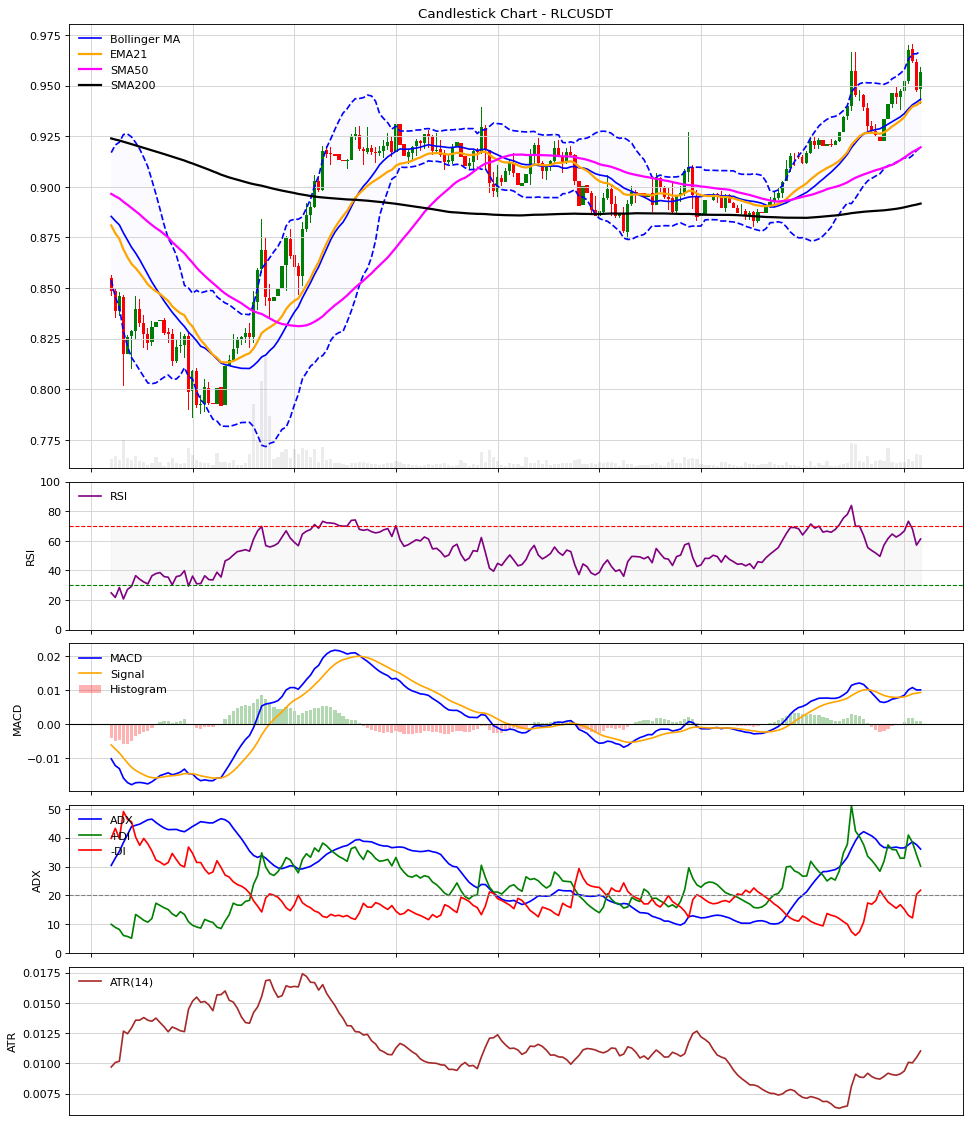 Candlestick Chart - RLCUSDT
Bollinger MA
EMA21
SMA50
SMA200
0.975
0.950
0.925
0.900
0.875
0.850
0.825
0.800
0.775
RSI
RSI
100
80
60
40
20
0
MACD
Signal
Histogram
MACD
0.02
0.01
0.00
−0.01
ADX
+DI
-DI
ADX
50
40
30
20
10
0
ATR(14)
ATR
0.0175
0.0150
0.0125
0.0100
0.0075